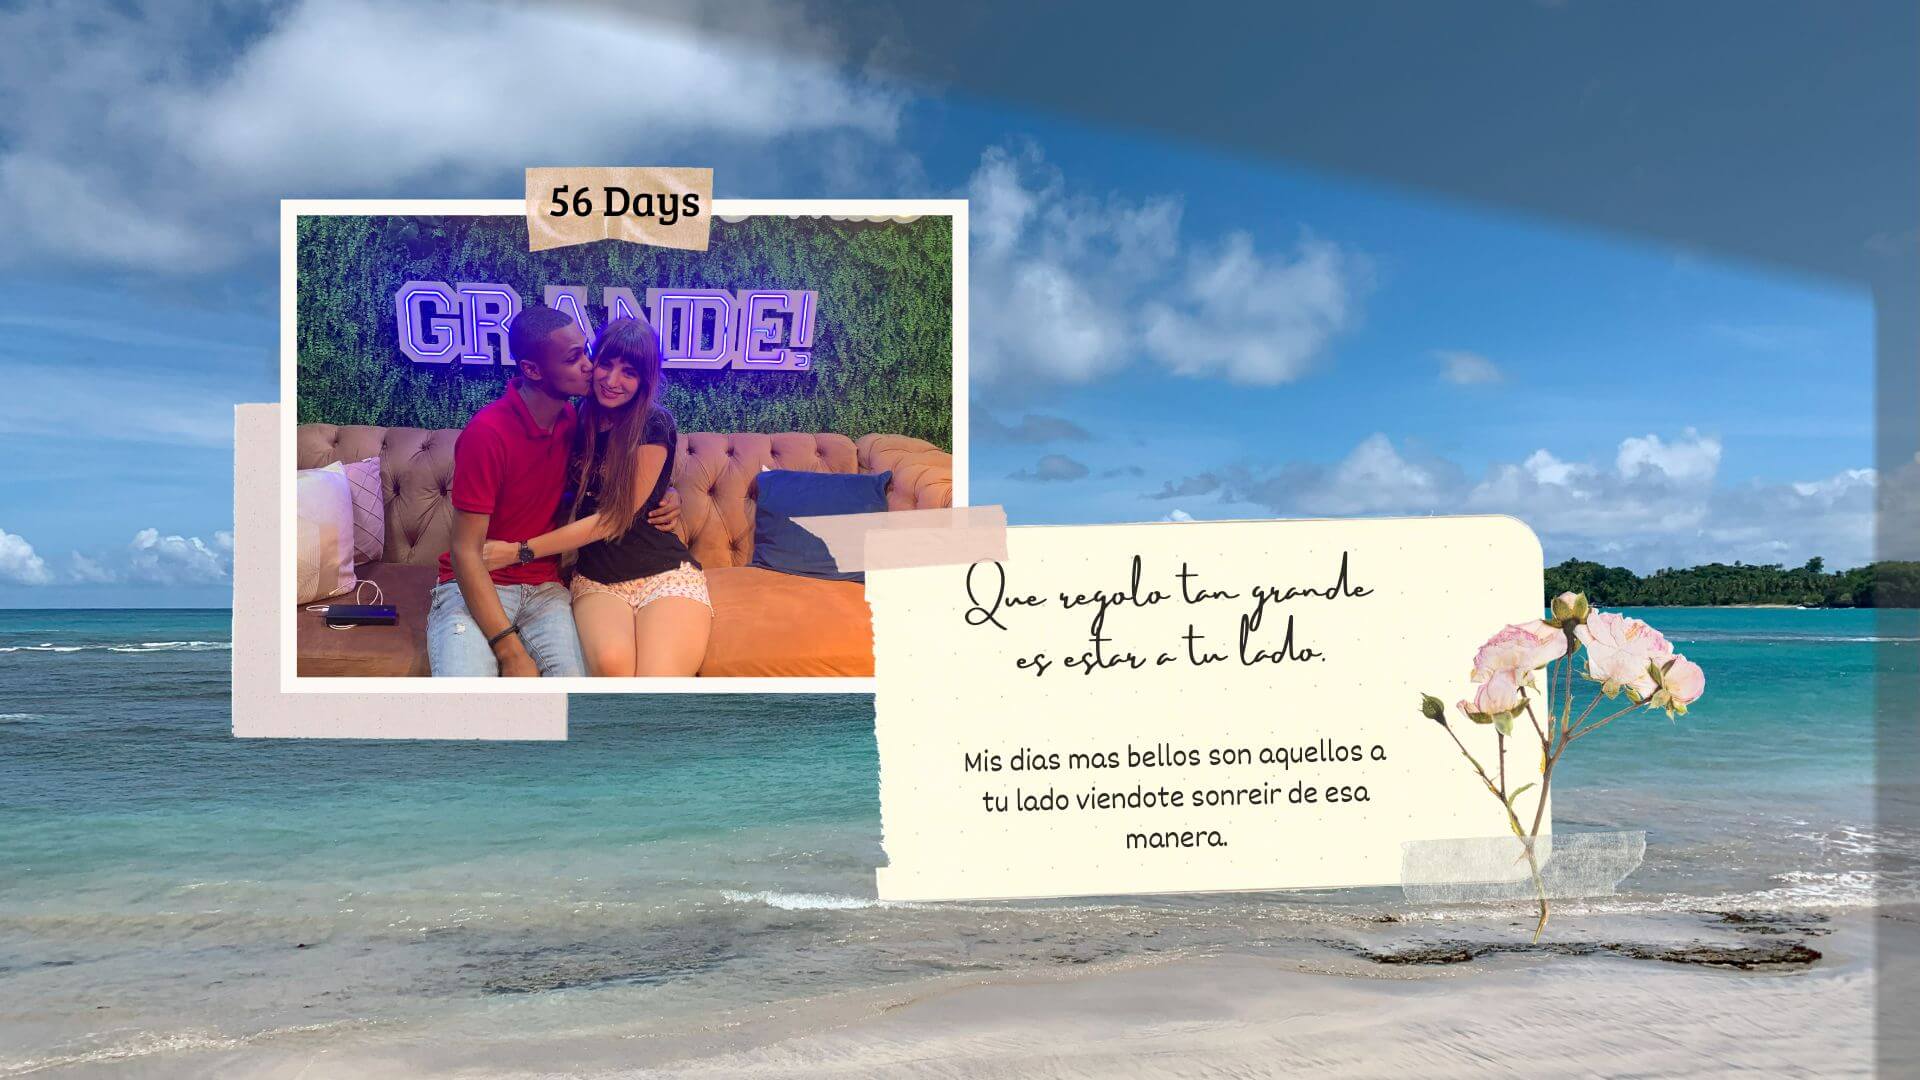 56 Days
GRANDE!
Que regolo tan grande
es estar a tu lado.
Mis dias mas bellos son aquellos a
tu lado viendote sonreir de esa
manera.